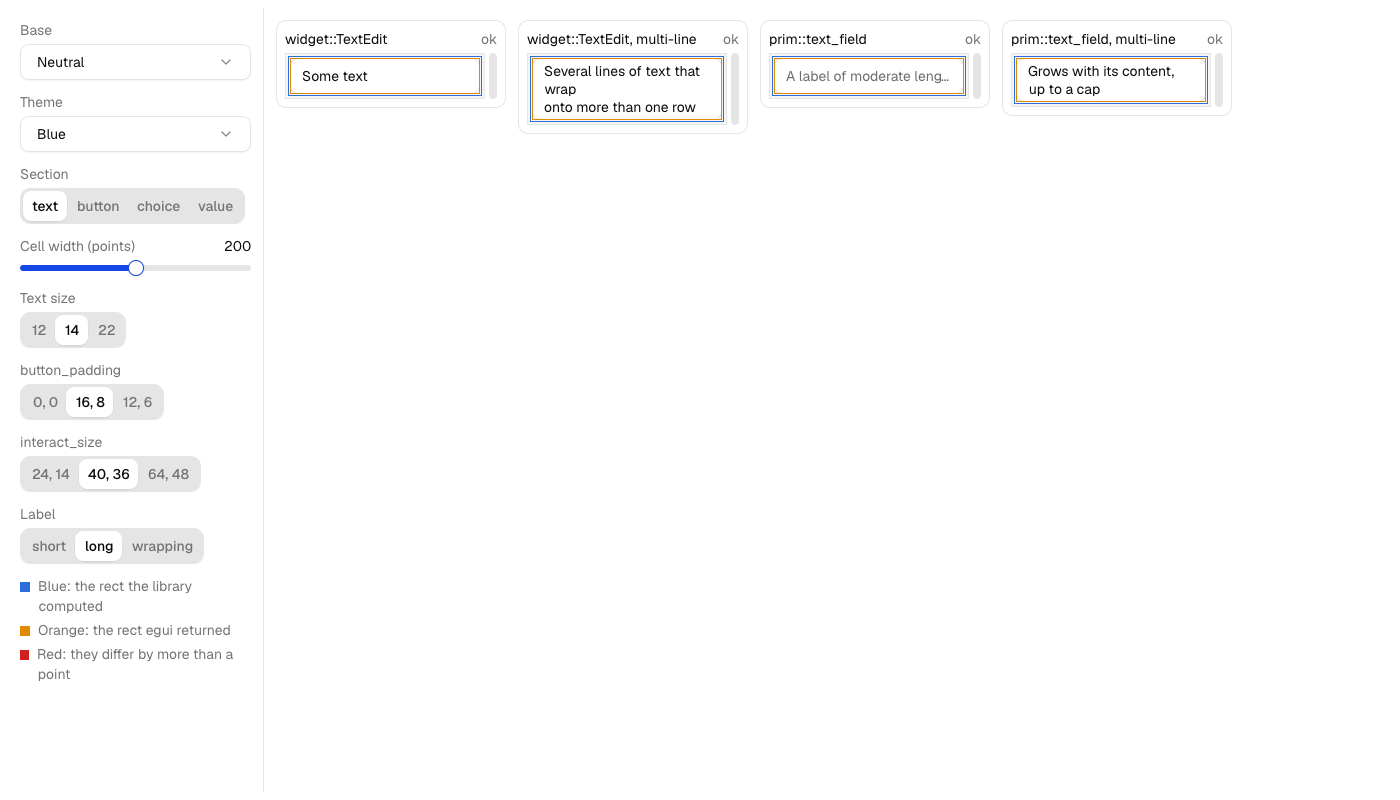 Base
Neutral
Theme
Blue
Section
text button choice value
Cell width (points) 200
Text size
12 14 22
button_padding
0, 0 16, 8 12, 6
interact_size
24, 14 40, 36 64, 48
Label
short long wrapping
Blue: the rect the library
computed
Orange: the rect egui returned
Red: they differ by more than a
point
widget::TextEdit ok
Some text
widget::TextEdit, multi-line ok
Several lines of text that
wrap
onto more than one row
prim::text_field ok
A label of moderate leng…
prim::text_field, multi-line ok
Grows with its content,
up to a cap